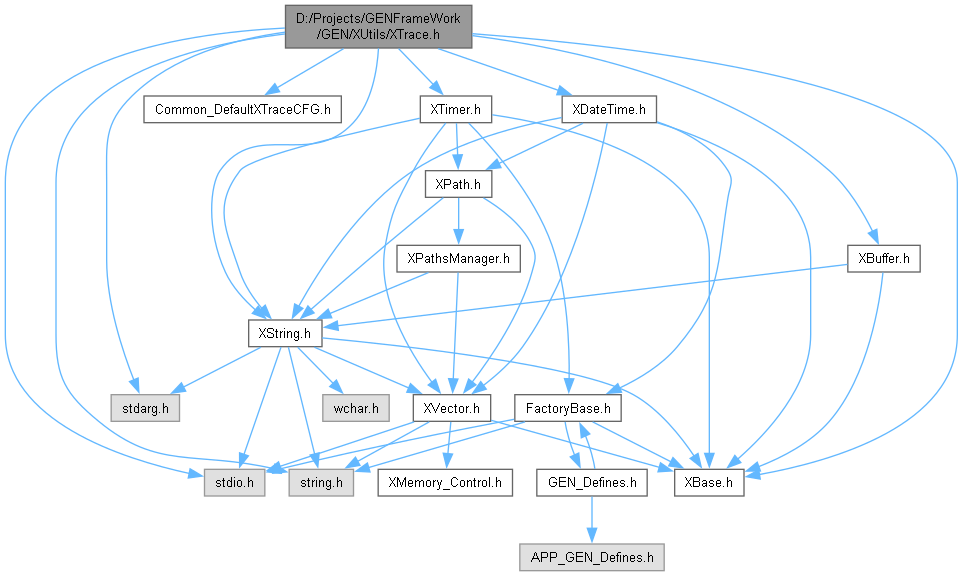 D:/Projects/GENFrameWork
/GEN/XUtils/XTrace.h
Common_DefaultXTraceCFG.h
XTimer.h
XDateTime.h
XPath.h
XPathsManager.h
XBuffer.h
XString.h
stdarg.h
wchar.h
XVector.h
FactoryBase.h
stdio.h
string.h
XMemory_Control.h
GEN_Defines.h
XBase.h
APP_GEN_Defines.h